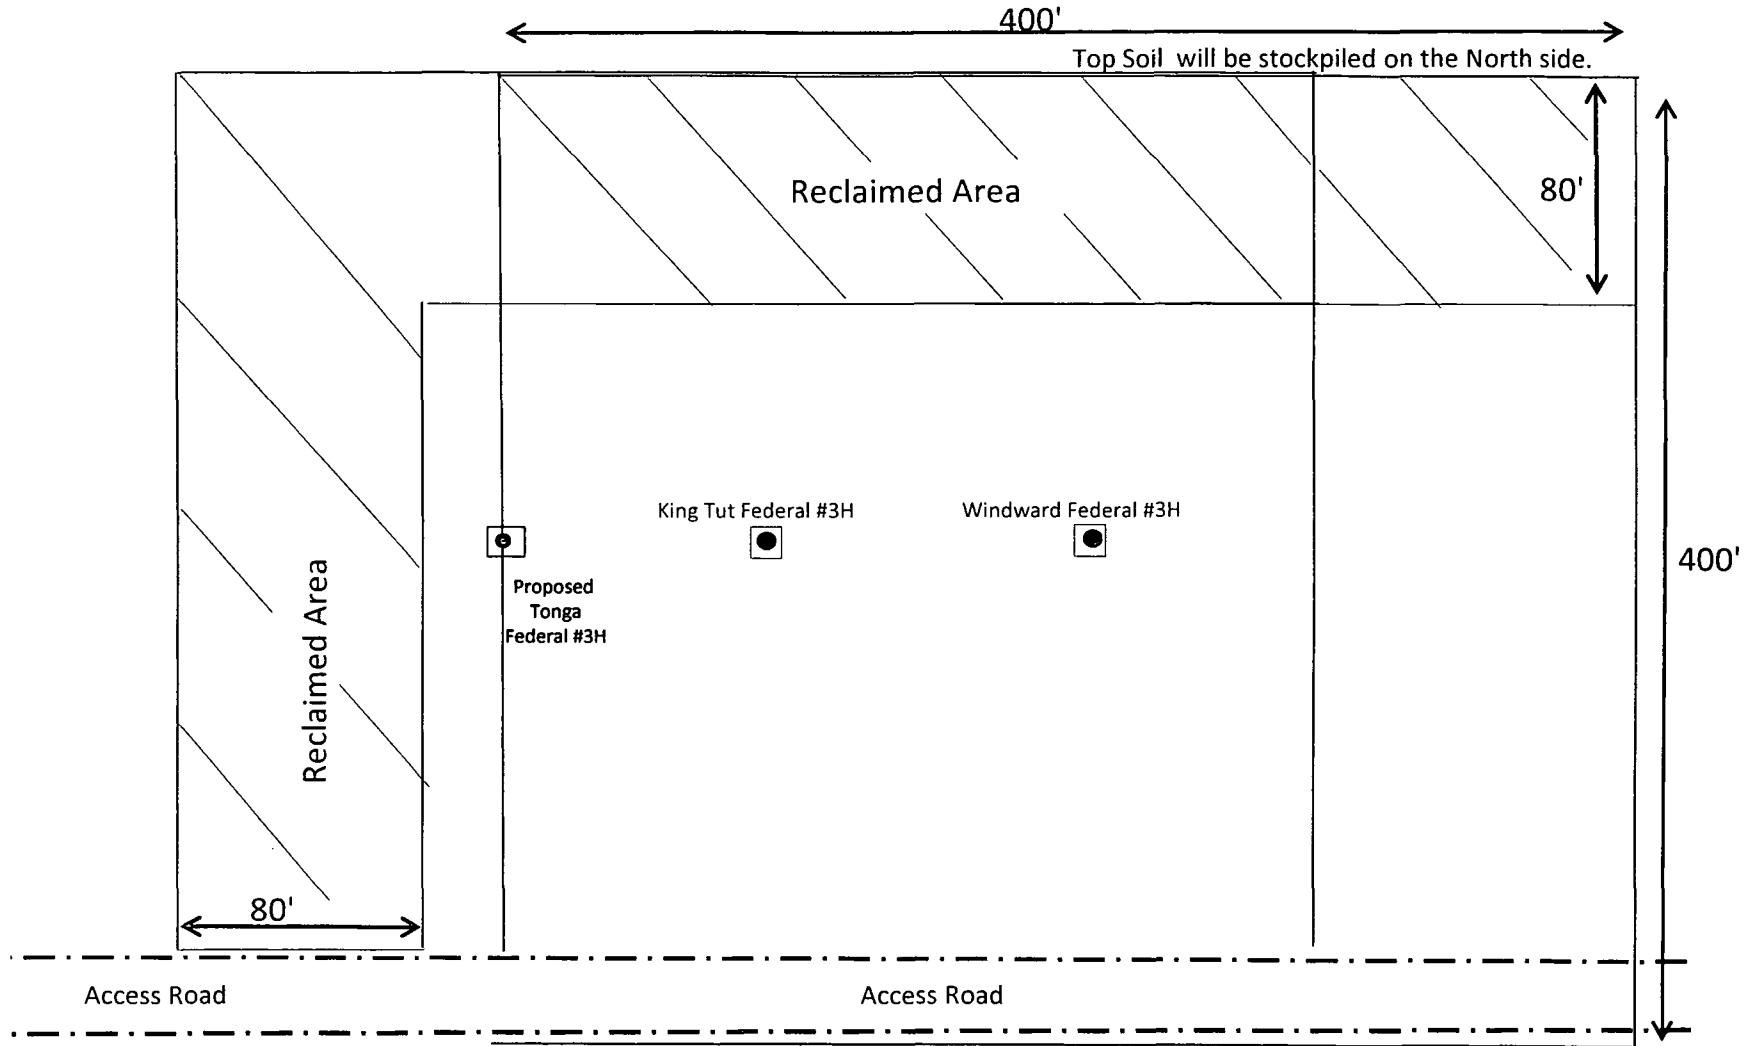 400'
Top Soil will be stockpiled on the North side.
Reclaimed Area
80'
King Tut Federal #3H
Windward Federal #3H
400'
Proposed
Tonga
Federal #3H
Reclaimed Area
80'
Access Road
Access Road